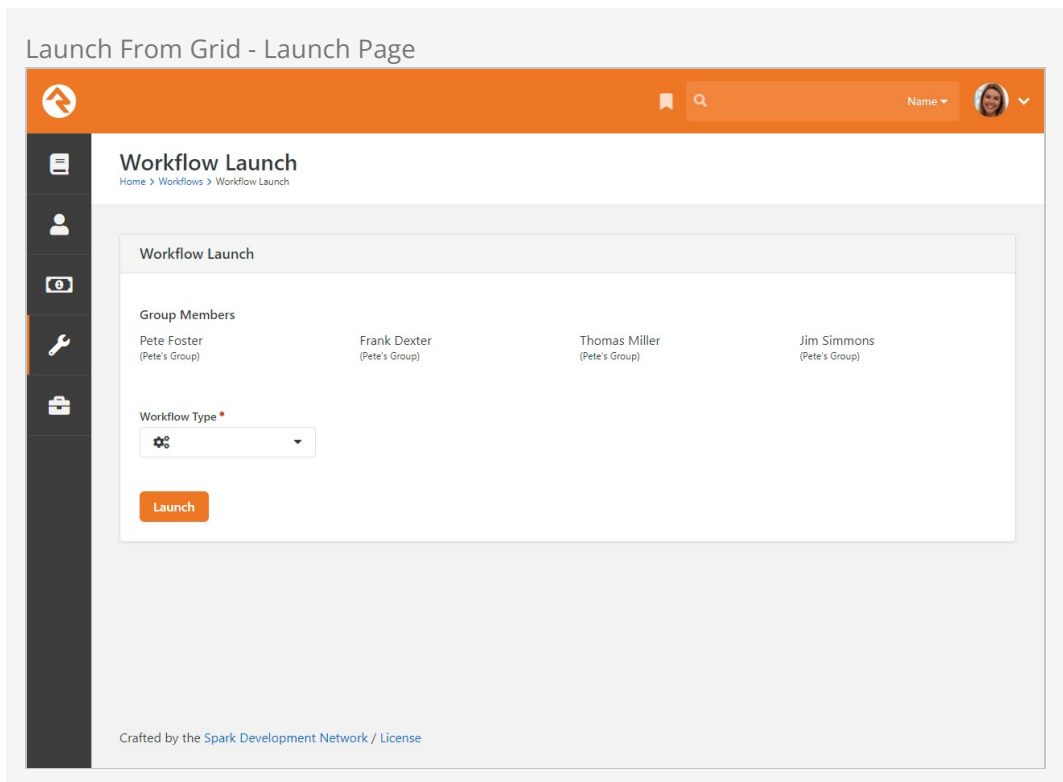 Launch From Grid - Launch Page
Name
Workflow Launch
Home > Workflows > Workflow Launch
Workflow Launch
Group Members
Pete Foster Frank Dexter Thomas Miller Jim Simmons
(Pete's Group) (Pete's Group) (Pete's Group) (Pete's Group)
Workflow Type
Launch
Crafted by the Spark Development Network / License